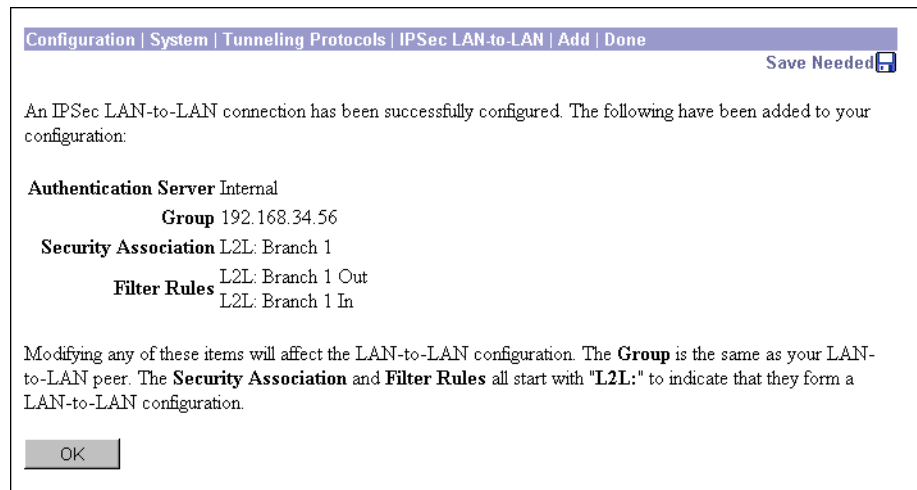 Configuration | System | Tunneling Protocols | IPSec LAN-to-LAN | Add | Done
Save Needed
An IPSec LAN-to-LAN connection has been successfully configured. The following have been added to your
configuration:
Authentication Server Internal
Group 192.168.34.56
Security Association L2L: Branch 1
Filter Rules L2L: Branch 1 Out
L2L: Branch 1 In
Modifying any of these items will affect the LAN-to-LAN configuration. The Group is the same as your LAN-
to-LAN peer. The Security Association and Filter Rules all start with "L2L:" to indicate that they form a
LAN-to-LAN configuration.
OK